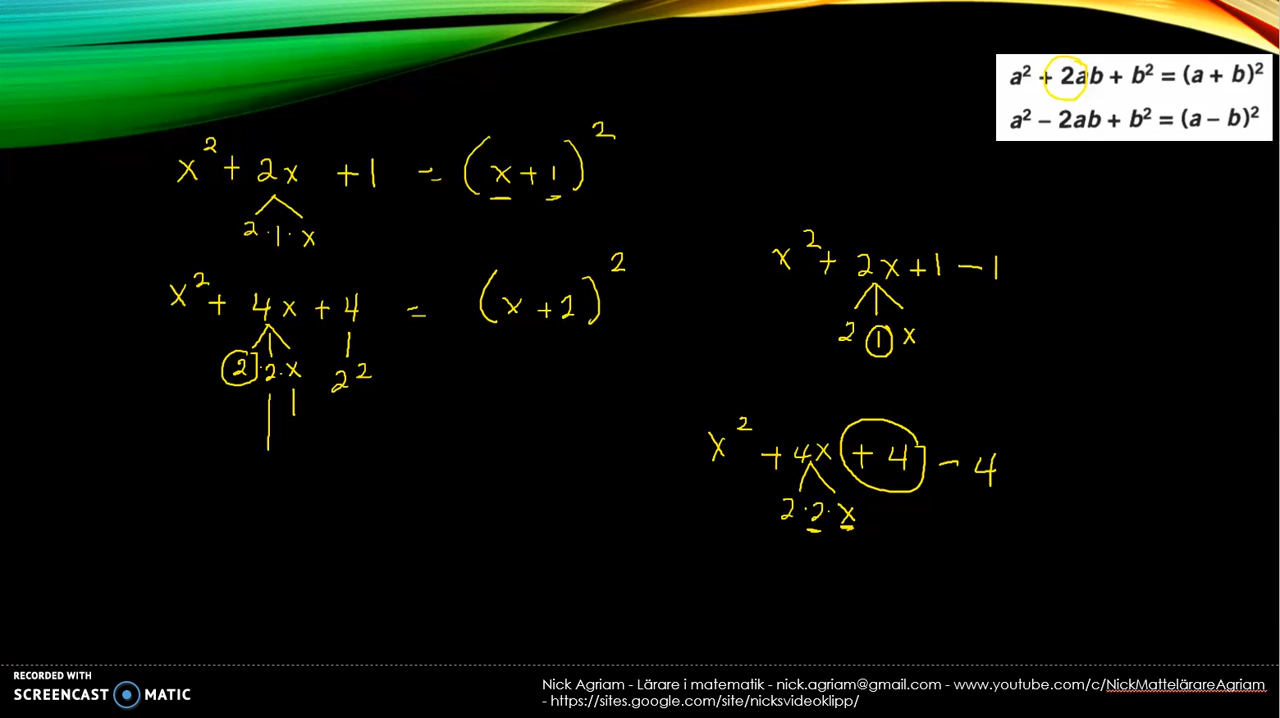 a² + 2ab + b² = (a + b)²
a² − 2ab + b² = (a − b)²
x² + 2x + 1 = (x + 1)²
2 · 1 · x
x² + 4x + 4 = (x + 2)²
2 · 2 · x 2²
x² + 2x + 1 − 1
2 1 x
x² + 4x + 4 − 4
2 · 2 · x
RECORDED WITH
SCREENCAST MATIC
Nick Agriam - Lärare i matematik - nick.agriam@gmail.com - www.youtube.com/c/NickMattelärareAgriam
- https://sites.google.com/site/nicksvideoklipp/